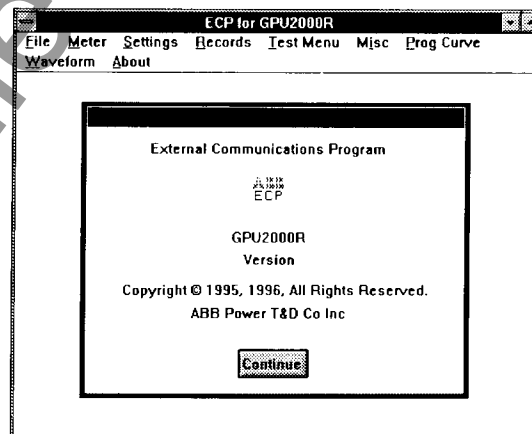 ECP for GPU2000R
File Meter Settings Records Test Menu Misc Prog Curve
Waveform About
External Communications Program
ECP
GPU2000R
Version
Copyright © 1995, 1996, All Rights Reserved.
ABB Power T&D Co Inc
Continue